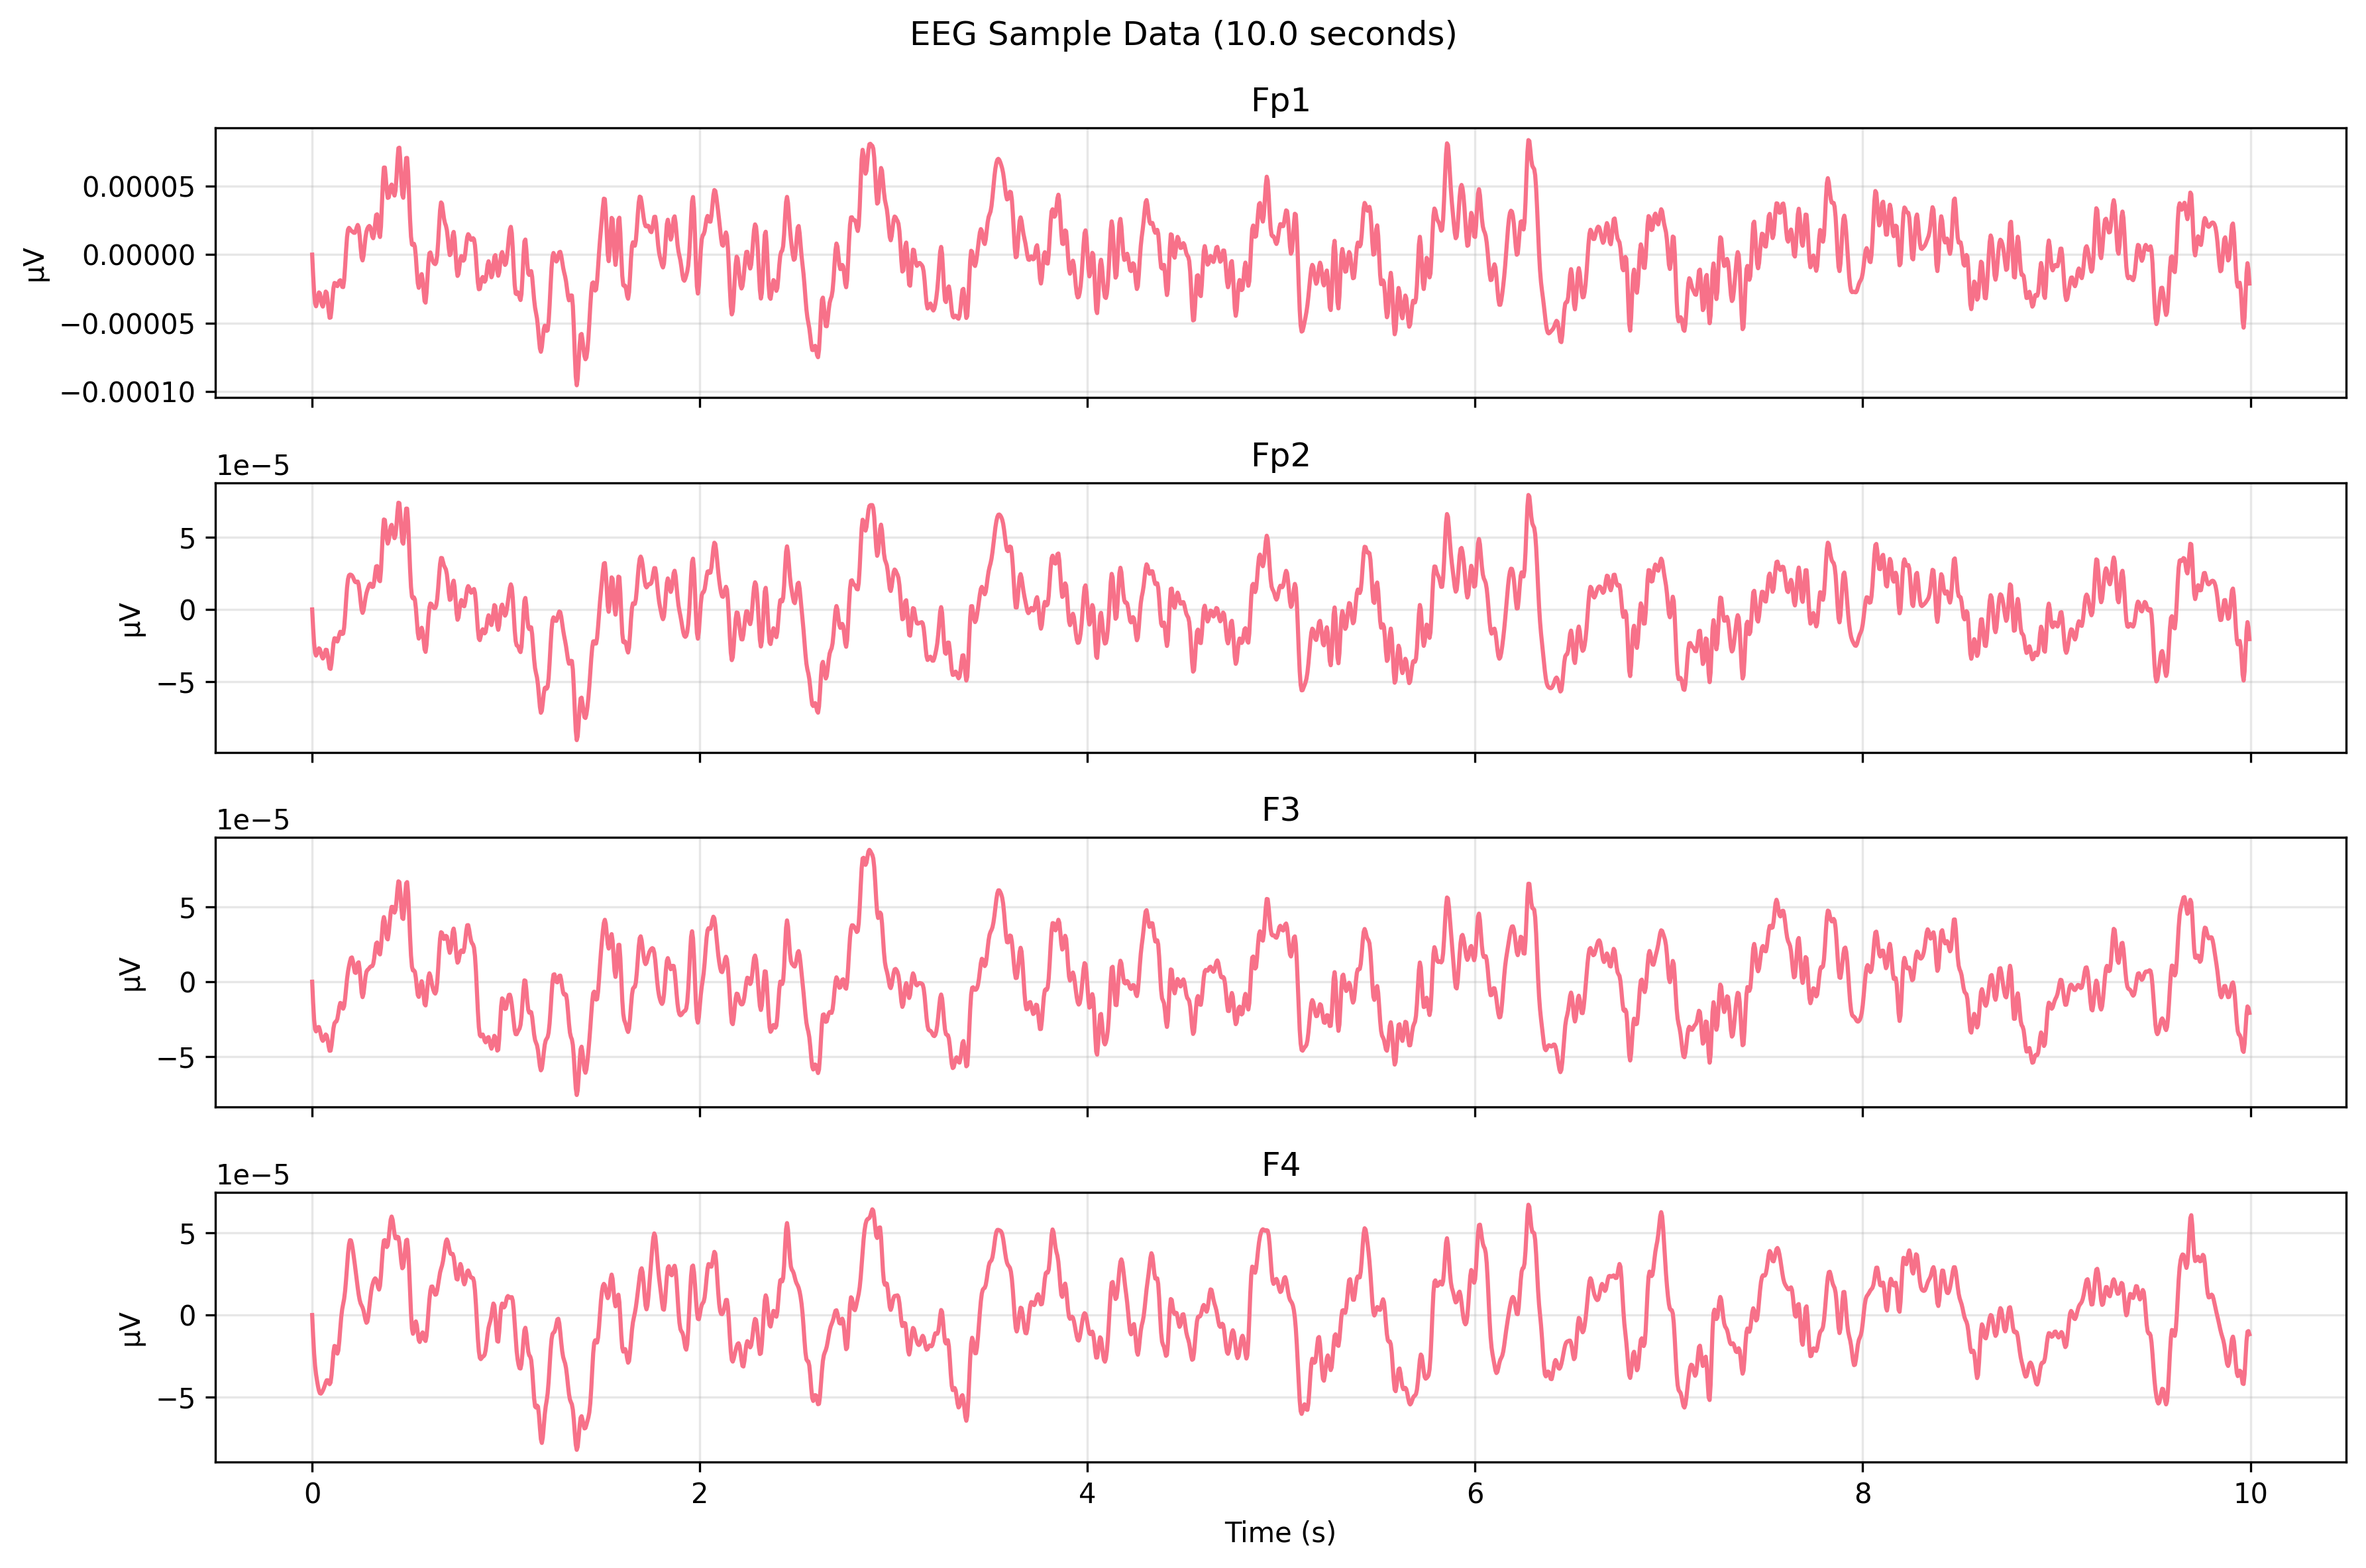 EEG Sample Data (10.0 seconds)
Fp1
0.00005
0.00000
−0.00005
−0.00010
µV
Fp2
1e−5
5
0
−5
µV
F3
1e−5
5
0
−5
µV
F4
1e−5
5
0
−5
µV
0 2 4 6 8 10
Time (s)